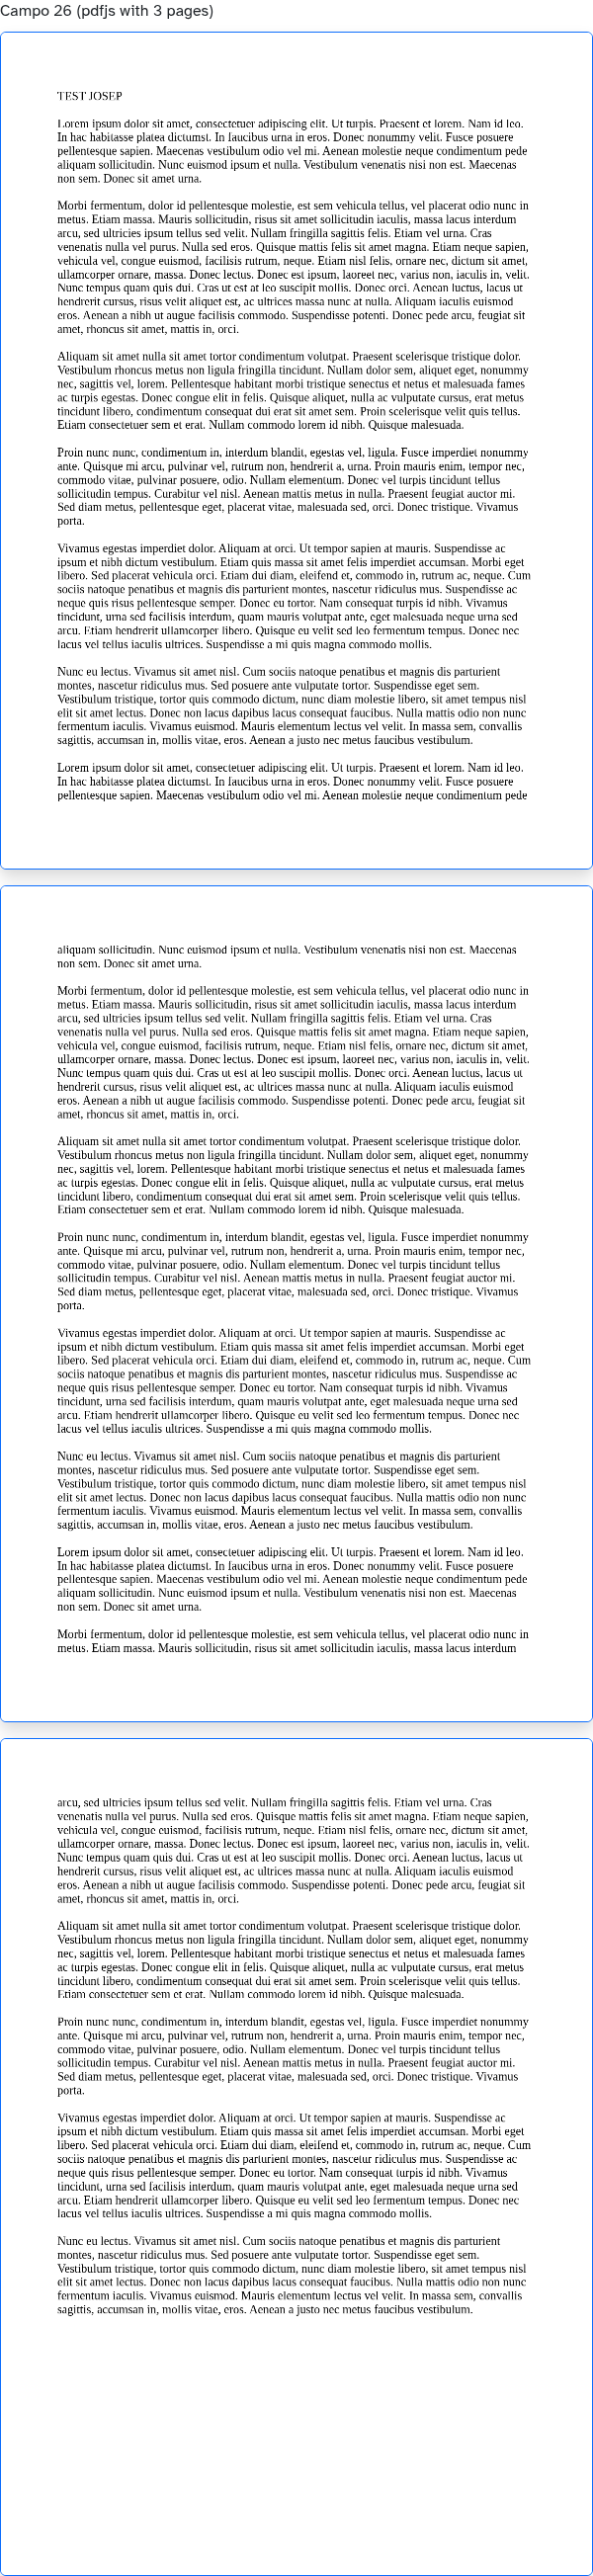 Campo 26 (pdfjs with 3 pages)
TEST JOSEP
Lorem ipsum dolor sit amet, consectetuer adipiscing elit. Ut turpis. Praesent et lorem. Nam id leo.
In hac habitasse platea dictumst. In faucibus urna in eros. Donec nonummy velit. Fusce posuere
pellentesque sapien. Maecenas vestibulum odio vel mi. Aenean molestie neque condimentum pede
aliquam sollicitudin. Nunc euismod ipsum et nulla. Vestibulum venenatis nisi non est. Maecenas
non sem. Donec sit amet urna.
Morbi fermentum, dolor id pellentesque molestie, est sem vehicula tellus, vel placerat odio nunc in
metus. Etiam massa. Mauris sollicitudin, risus sit amet sollicitudin iaculis, massa lacus interdum
arcu, sed ultricies ipsum tellus sed velit. Nullam fringilla sagittis felis. Etiam vel urna. Cras
venenatis nulla vel purus. Nulla sed eros. Quisque mattis felis sit amet magna. Etiam neque sapien,
vehicula vel, congue euismod, facilisis rutrum, neque. Etiam nisl felis, ornare nec, dictum sit amet,
ullamcorper ornare, massa. Donec lectus. Donec est ipsum, laoreet nec, varius non, iaculis in, velit.
Nunc tempus quam quis dui. Cras ut est at leo suscipit mollis. Donec orci. Aenean luctus, lacus ut
hendrerit cursus, risus velit aliquet est, ac ultrices massa nunc at nulla. Aliquam iaculis euismod
eros. Aenean a nibh ut augue facilisis commodo. Suspendisse potenti. Donec pede arcu, feugiat sit
amet, rhoncus sit amet, mattis in, orci.
Aliquam sit amet nulla sit amet tortor condimentum volutpat. Praesent scelerisque tristique dolor.
Vestibulum rhoncus metus non ligula fringilla tincidunt. Nullam dolor sem, aliquet eget, nonummy
nec, sagittis vel, lorem. Pellentesque habitant morbi tristique senectus et netus et malesuada fames
ac turpis egestas. Donec congue elit in felis. Quisque aliquet, nulla ac vulputate cursus, erat metus
tincidunt libero, condimentum consequat dui erat sit amet sem. Proin scelerisque velit quis tellus.
Etiam consectetuer sem et erat. Nullam commodo lorem id nibh. Quisque malesuada.
Proin nunc nunc, condimentum in, interdum blandit, egestas vel, ligula. Fusce imperdiet nonummy
ante. Quisque mi arcu, pulvinar vel, rutrum non, hendrerit a, urna. Proin mauris enim, tempor nec,
commodo vitae, pulvinar posuere, odio. Nullam elementum. Donec vel turpis tincidunt tellus
sollicitudin tempus. Curabitur vel nisl. Aenean mattis metus in nulla. Praesent feugiat auctor mi.
Sed diam metus, pellentesque eget, placerat vitae, malesuada sed, orci. Donec tristique. Vivamus
porta.
Vivamus egestas imperdiet dolor. Aliquam at orci. Ut tempor sapien at mauris. Suspendisse ac
ipsum et nibh dictum vestibulum. Etiam quis massa sit amet felis imperdiet accumsan. Morbi eget
libero. Sed placerat vehicula orci. Etiam dui diam, eleifend et, commodo in, rutrum ac, neque. Cum
sociis natoque penatibus et magnis dis parturient montes, nascetur ridiculus mus. Suspendisse ac
neque quis risus pellentesque semper. Donec eu tortor. Nam consequat turpis id nibh. Vivamus
tincidunt, urna sed facilisis interdum, quam mauris volutpat ante, eget malesuada neque urna sed
arcu. Etiam hendrerit ullamcorper libero. Quisque eu velit sed leo fermentum tempus. Donec nec
lacus vel tellus iaculis ultrices. Suspendisse a mi quis magna commodo mollis.
Nunc eu lectus. Vivamus sit amet nisl. Cum sociis natoque penatibus et magnis dis parturient
montes, nascetur ridiculus mus. Sed posuere ante vulputate tortor. Suspendisse eget sem.
Vestibulum tristique, tortor quis commodo dictum, nunc diam molestie libero, sit amet tempus nisl
elit sit amet lectus. Donec non lacus dapibus lacus consequat faucibus. Nulla mattis odio non nunc
fermentum iaculis. Vivamus euismod. Mauris elementum lectus vel velit. In massa sem, convallis
sagittis, accumsan in, mollis vitae, eros. Aenean a justo nec metus faucibus vestibulum.
Lorem ipsum dolor sit amet, consectetuer adipiscing elit. Ut turpis. Praesent et lorem. Nam id leo.
In hac habitasse platea dictumst. In faucibus urna in eros. Donec nonummy velit. Fusce posuere
pellentesque sapien. Maecenas vestibulum odio vel mi. Aenean molestie neque condimentum pede
aliquam sollicitudin. Nunc euismod ipsum et nulla. Vestibulum venenatis nisi non est. Maecenas
non sem. Donec sit amet urna.
Morbi fermentum, dolor id pellentesque molestie, est sem vehicula tellus, vel placerat odio nunc in
metus. Etiam massa. Mauris sollicitudin, risus sit amet sollicitudin iaculis, massa lacus interdum
arcu, sed ultricies ipsum tellus sed velit. Nullam fringilla sagittis felis. Etiam vel urna. Cras
venenatis nulla vel purus. Nulla sed eros. Quisque mattis felis sit amet magna. Etiam neque sapien,
vehicula vel, congue euismod, facilisis rutrum, neque. Etiam nisl felis, ornare nec, dictum sit amet,
ullamcorper ornare, massa. Donec lectus. Donec est ipsum, laoreet nec, varius non, iaculis in, velit.
Nunc tempus quam quis dui. Cras ut est at leo suscipit mollis. Donec orci. Aenean luctus, lacus ut
hendrerit cursus, risus velit aliquet est, ac ultrices massa nunc at nulla. Aliquam iaculis euismod
eros. Aenean a nibh ut augue facilisis commodo. Suspendisse potenti. Donec pede arcu, feugiat sit
amet, rhoncus sit amet, mattis in, orci.
Aliquam sit amet nulla sit amet tortor condimentum volutpat. Praesent scelerisque tristique dolor.
Vestibulum rhoncus metus non ligula fringilla tincidunt. Nullam dolor sem, aliquet eget, nonummy
nec, sagittis vel, lorem. Pellentesque habitant morbi tristique senectus et netus et malesuada fames
ac turpis egestas. Donec congue elit in felis. Quisque aliquet, nulla ac vulputate cursus, erat metus
tincidunt libero, condimentum consequat dui erat sit amet sem. Proin scelerisque velit quis tellus.
Etiam consectetuer sem et erat. Nullam commodo lorem id nibh. Quisque malesuada.
Proin nunc nunc, condimentum in, interdum blandit, egestas vel, ligula. Fusce imperdiet nonummy
ante. Quisque mi arcu, pulvinar vel, rutrum non, hendrerit a, urna. Proin mauris enim, tempor nec,
commodo vitae, pulvinar posuere, odio. Nullam elementum. Donec vel turpis tincidunt tellus
sollicitudin tempus. Curabitur vel nisl. Aenean mattis metus in nulla. Praesent feugiat auctor mi.
Sed diam metus, pellentesque eget, placerat vitae, malesuada sed, orci. Donec tristique. Vivamus
porta.
Vivamus egestas imperdiet dolor. Aliquam at orci. Ut tempor sapien at mauris. Suspendisse ac
ipsum et nibh dictum vestibulum. Etiam quis massa sit amet felis imperdiet accumsan. Morbi eget
libero. Sed placerat vehicula orci. Etiam dui diam, eleifend et, commodo in, rutrum ac, neque. Cum
sociis natoque penatibus et magnis dis parturient montes, nascetur ridiculus mus. Suspendisse ac
neque quis risus pellentesque semper. Donec eu tortor. Nam consequat turpis id nibh. Vivamus
tincidunt, urna sed facilisis interdum, quam mauris volutpat ante, eget malesuada neque urna sed
arcu. Etiam hendrerit ullamcorper libero. Quisque eu velit sed leo fermentum tempus. Donec nec
lacus vel tellus iaculis ultrices. Suspendisse a mi quis magna commodo mollis.
Nunc eu lectus. Vivamus sit amet nisl. Cum sociis natoque penatibus et magnis dis parturient
montes, nascetur ridiculus mus. Sed posuere ante vulputate tortor. Suspendisse eget sem.
Vestibulum tristique, tortor quis commodo dictum, nunc diam molestie libero, sit amet tempus nisl
elit sit amet lectus. Donec non lacus dapibus lacus consequat faucibus. Nulla mattis odio non nunc
fermentum iaculis. Vivamus euismod. Mauris elementum lectus vel velit. In massa sem, convallis
sagittis, accumsan in, mollis vitae, eros. Aenean a justo nec metus faucibus vestibulum.
Lorem ipsum dolor sit amet, consectetuer adipiscing elit. Ut turpis. Praesent et lorem. Nam id leo.
In hac habitasse platea dictumst. In faucibus urna in eros. Donec nonummy velit. Fusce posuere
pellentesque sapien. Maecenas vestibulum odio vel mi. Aenean molestie neque condimentum pede
aliquam sollicitudin. Nunc euismod ipsum et nulla. Vestibulum venenatis nisi non est. Maecenas
non sem. Donec sit amet urna.
Morbi fermentum, dolor id pellentesque molestie, est sem vehicula tellus, vel placerat odio nunc in
metus. Etiam massa. Mauris sollicitudin, risus sit amet sollicitudin iaculis, massa lacus interdum
arcu, sed ultricies ipsum tellus sed velit. Nullam fringilla sagittis felis. Etiam vel urna. Cras
venenatis nulla vel purus. Nulla sed eros. Quisque mattis felis sit amet magna. Etiam neque sapien,
vehicula vel, congue euismod, facilisis rutrum, neque. Etiam nisl felis, ornare nec, dictum sit amet,
ullamcorper ornare, massa. Donec lectus. Donec est ipsum, laoreet nec, varius non, iaculis in, velit.
Nunc tempus quam quis dui. Cras ut est at leo suscipit mollis. Donec orci. Aenean luctus, lacus ut
hendrerit cursus, risus velit aliquet est, ac ultrices massa nunc at nulla. Aliquam iaculis euismod
eros. Aenean a nibh ut augue facilisis commodo. Suspendisse potenti. Donec pede arcu, feugiat sit
amet, rhoncus sit amet, mattis in, orci.
Aliquam sit amet nulla sit amet tortor condimentum volutpat. Praesent scelerisque tristique dolor.
Vestibulum rhoncus metus non ligula fringilla tincidunt. Nullam dolor sem, aliquet eget, nonummy
nec, sagittis vel, lorem. Pellentesque habitant morbi tristique senectus et netus et malesuada fames
ac turpis egestas. Donec congue elit in felis. Quisque aliquet, nulla ac vulputate cursus, erat metus
tincidunt libero, condimentum consequat dui erat sit amet sem. Proin scelerisque velit quis tellus.
Etiam consectetuer sem et erat. Nullam commodo lorem id nibh. Quisque malesuada.
Proin nunc nunc, condimentum in, interdum blandit, egestas vel, ligula. Fusce imperdiet nonummy
ante. Quisque mi arcu, pulvinar vel, rutrum non, hendrerit a, urna. Proin mauris enim, tempor nec,
commodo vitae, pulvinar posuere, odio. Nullam elementum. Donec vel turpis tincidunt tellus
sollicitudin tempus. Curabitur vel nisl. Aenean mattis metus in nulla. Praesent feugiat auctor mi.
Sed diam metus, pellentesque eget, placerat vitae, malesuada sed, orci. Donec tristique. Vivamus
porta.
Vivamus egestas imperdiet dolor. Aliquam at orci. Ut tempor sapien at mauris. Suspendisse ac
ipsum et nibh dictum vestibulum. Etiam quis massa sit amet felis imperdiet accumsan. Morbi eget
libero. Sed placerat vehicula orci. Etiam dui diam, eleifend et, commodo in, rutrum ac, neque. Cum
sociis natoque penatibus et magnis dis parturient montes, nascetur ridiculus mus. Suspendisse ac
neque quis risus pellentesque semper. Donec eu tortor. Nam consequat turpis id nibh. Vivamus
tincidunt, urna sed facilisis interdum, quam mauris volutpat ante, eget malesuada neque urna sed
arcu. Etiam hendrerit ullamcorper libero. Quisque eu velit sed leo fermentum tempus. Donec nec
lacus vel tellus iaculis ultrices. Suspendisse a mi quis magna commodo mollis.
Nunc eu lectus. Vivamus sit amet nisl. Cum sociis natoque penatibus et magnis dis parturient
montes, nascetur ridiculus mus. Sed posuere ante vulputate tortor. Suspendisse eget sem.
Vestibulum tristique, tortor quis commodo dictum, nunc diam molestie libero, sit amet tempus nisl
elit sit amet lectus. Donec non lacus dapibus lacus consequat faucibus. Nulla mattis odio non nunc
fermentum iaculis. Vivamus euismod. Mauris elementum lectus vel velit. In massa sem, convallis
sagittis, accumsan in, mollis vitae, eros. Aenean a justo nec metus faucibus vestibulum.